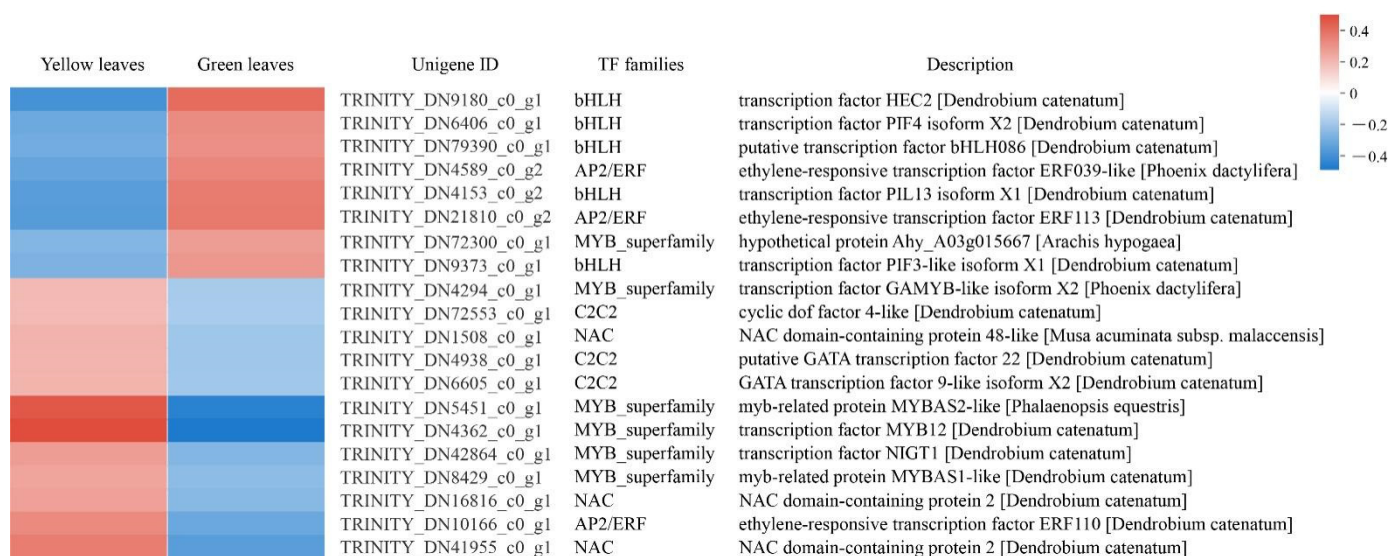 Yellow leaves Green leaves Unigene ID TF families Description
TRINITY_DN9180_c0_g1 bHLH transcription factor HEC2 [Dendrobium catenatum]
TRINITY_DN6406_c0_g1 bHLH transcription factor PIF4 isoform X2 [Dendrobium catenatum]
TRINITY_DN79390_c0_g1 bHLH putative transcription factor bHLH086 [Dendrobium catenatum]
TRINITY_DN4589_c0_g2 AP2/ERF ethylene-responsive transcription factor ERF039-like [Phoenix dactylifera]
TRINITY_DN4153_c0_g2 bHLH transcription factor PIL13 isoform X1 [Dendrobium catenatum]
TRINITY_DN21810_c0_g2 AP2/ERF ethylene-responsive transcription factor ERF113 [Dendrobium catenatum]
TRINITY_DN72300_c0_g1 MYB_superfamily hypothetical protein Ahy_A03g015667 [Arachis hypogaea]
TRINITY_DN9373_c0_g1 bHLH transcription factor PIF3-like isoform X1 [Dendrobium catenatum]
TRINITY_DN4294_c0_g1 MYB_superfamily transcription factor GAMYB-like isoform X2 [Phoenix dactylifera]
TRINITY_DN72553_c0_g1 C2C2 cyclic dof factor 4-like [Dendrobium catenatum]
TRINITY_DN1508_c0_g1 NAC NAC domain-containing protein 48-like [Musa acuminata subsp. malaccensis]
TRINITY_DN4938_c0_g1 C2C2 putative GATA transcription factor 22 [Dendrobium catenatum]
TRINITY_DN6605_c0_g1 C2C2 GATA transcription factor 9-like isoform X2 [Dendrobium catenatum]
TRINITY_DN5451_c0_g1 MYB_superfamily myb-related protein MYBAS2-like [Phalaenopsis equestris]
TRINITY_DN4362_c0_g1 MYB_superfamily transcription factor MYB12 [Dendrobium catenatum]
TRINITY_DN42864_c0_g1 MYB_superfamily transcription factor NIGT1 [Dendrobium catenatum]
TRINITY_DN8429_c0_g1 MYB_superfamily myb-related protein MYBAS1-like [Dendrobium catenatum]
TRINITY_DN16816_c0_g1 NAC NAC domain-containing protein 2 [Dendrobium catenatum]
TRINITY_DN10166_c0_g1 AP2/ERF ethylene-responsive transcription factor ERF110 [Dendrobium catenatum]
TRINITY_DN41955_c0_g1 NAC NAC domain-containing protein 2 [Dendrobium catenatum]
0.4
0.2
0
−0.2
−0.4